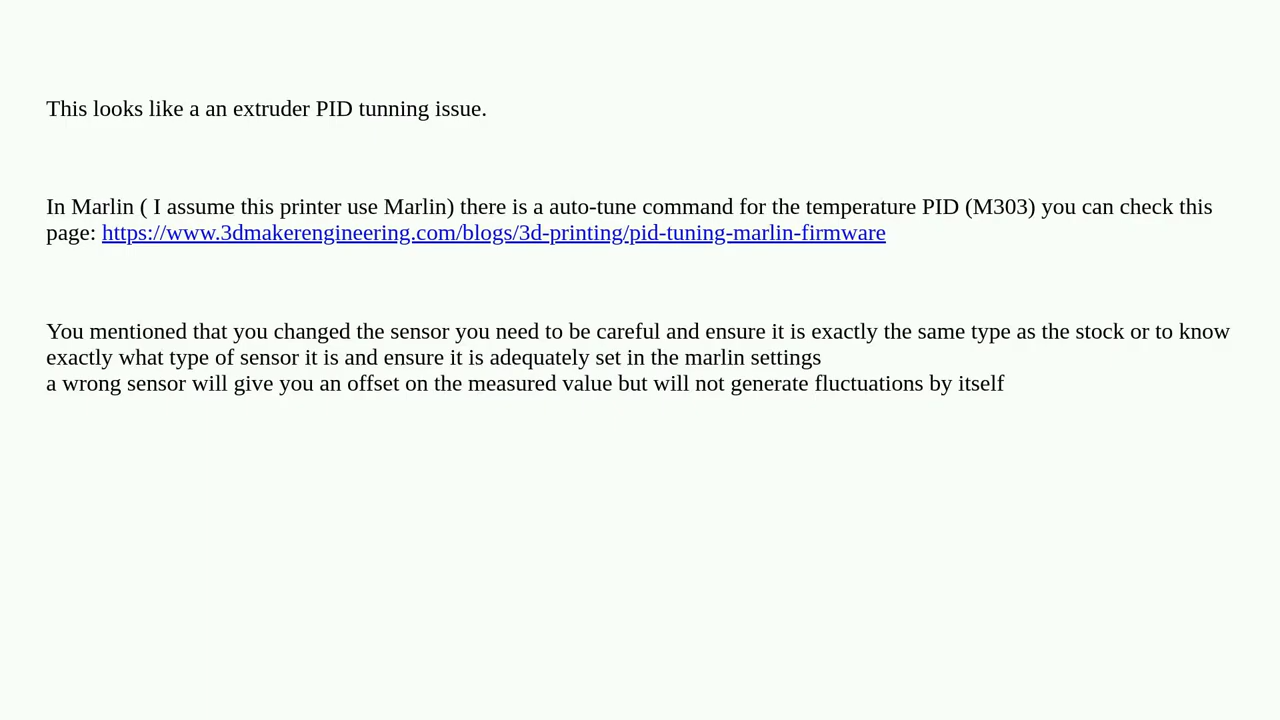 This looks like a an extruder PID tunning issue.
In Marlin ( I assume this printer use Marlin) there is a auto-tune command for the temperature PID (M303) you can check this
page: https://www.3dmakerengineering.com/blogs/3d-printing/pid-tuning-marlin-firmware
You mentioned that you changed the sensor you need to be careful and ensure it is exactly the same type as the stock or to know
exactly what type of sensor it is and ensure it is adequately set in the marlin settings
a wrong sensor will give you an offset on the measured value but will not generate fluctuations by itself